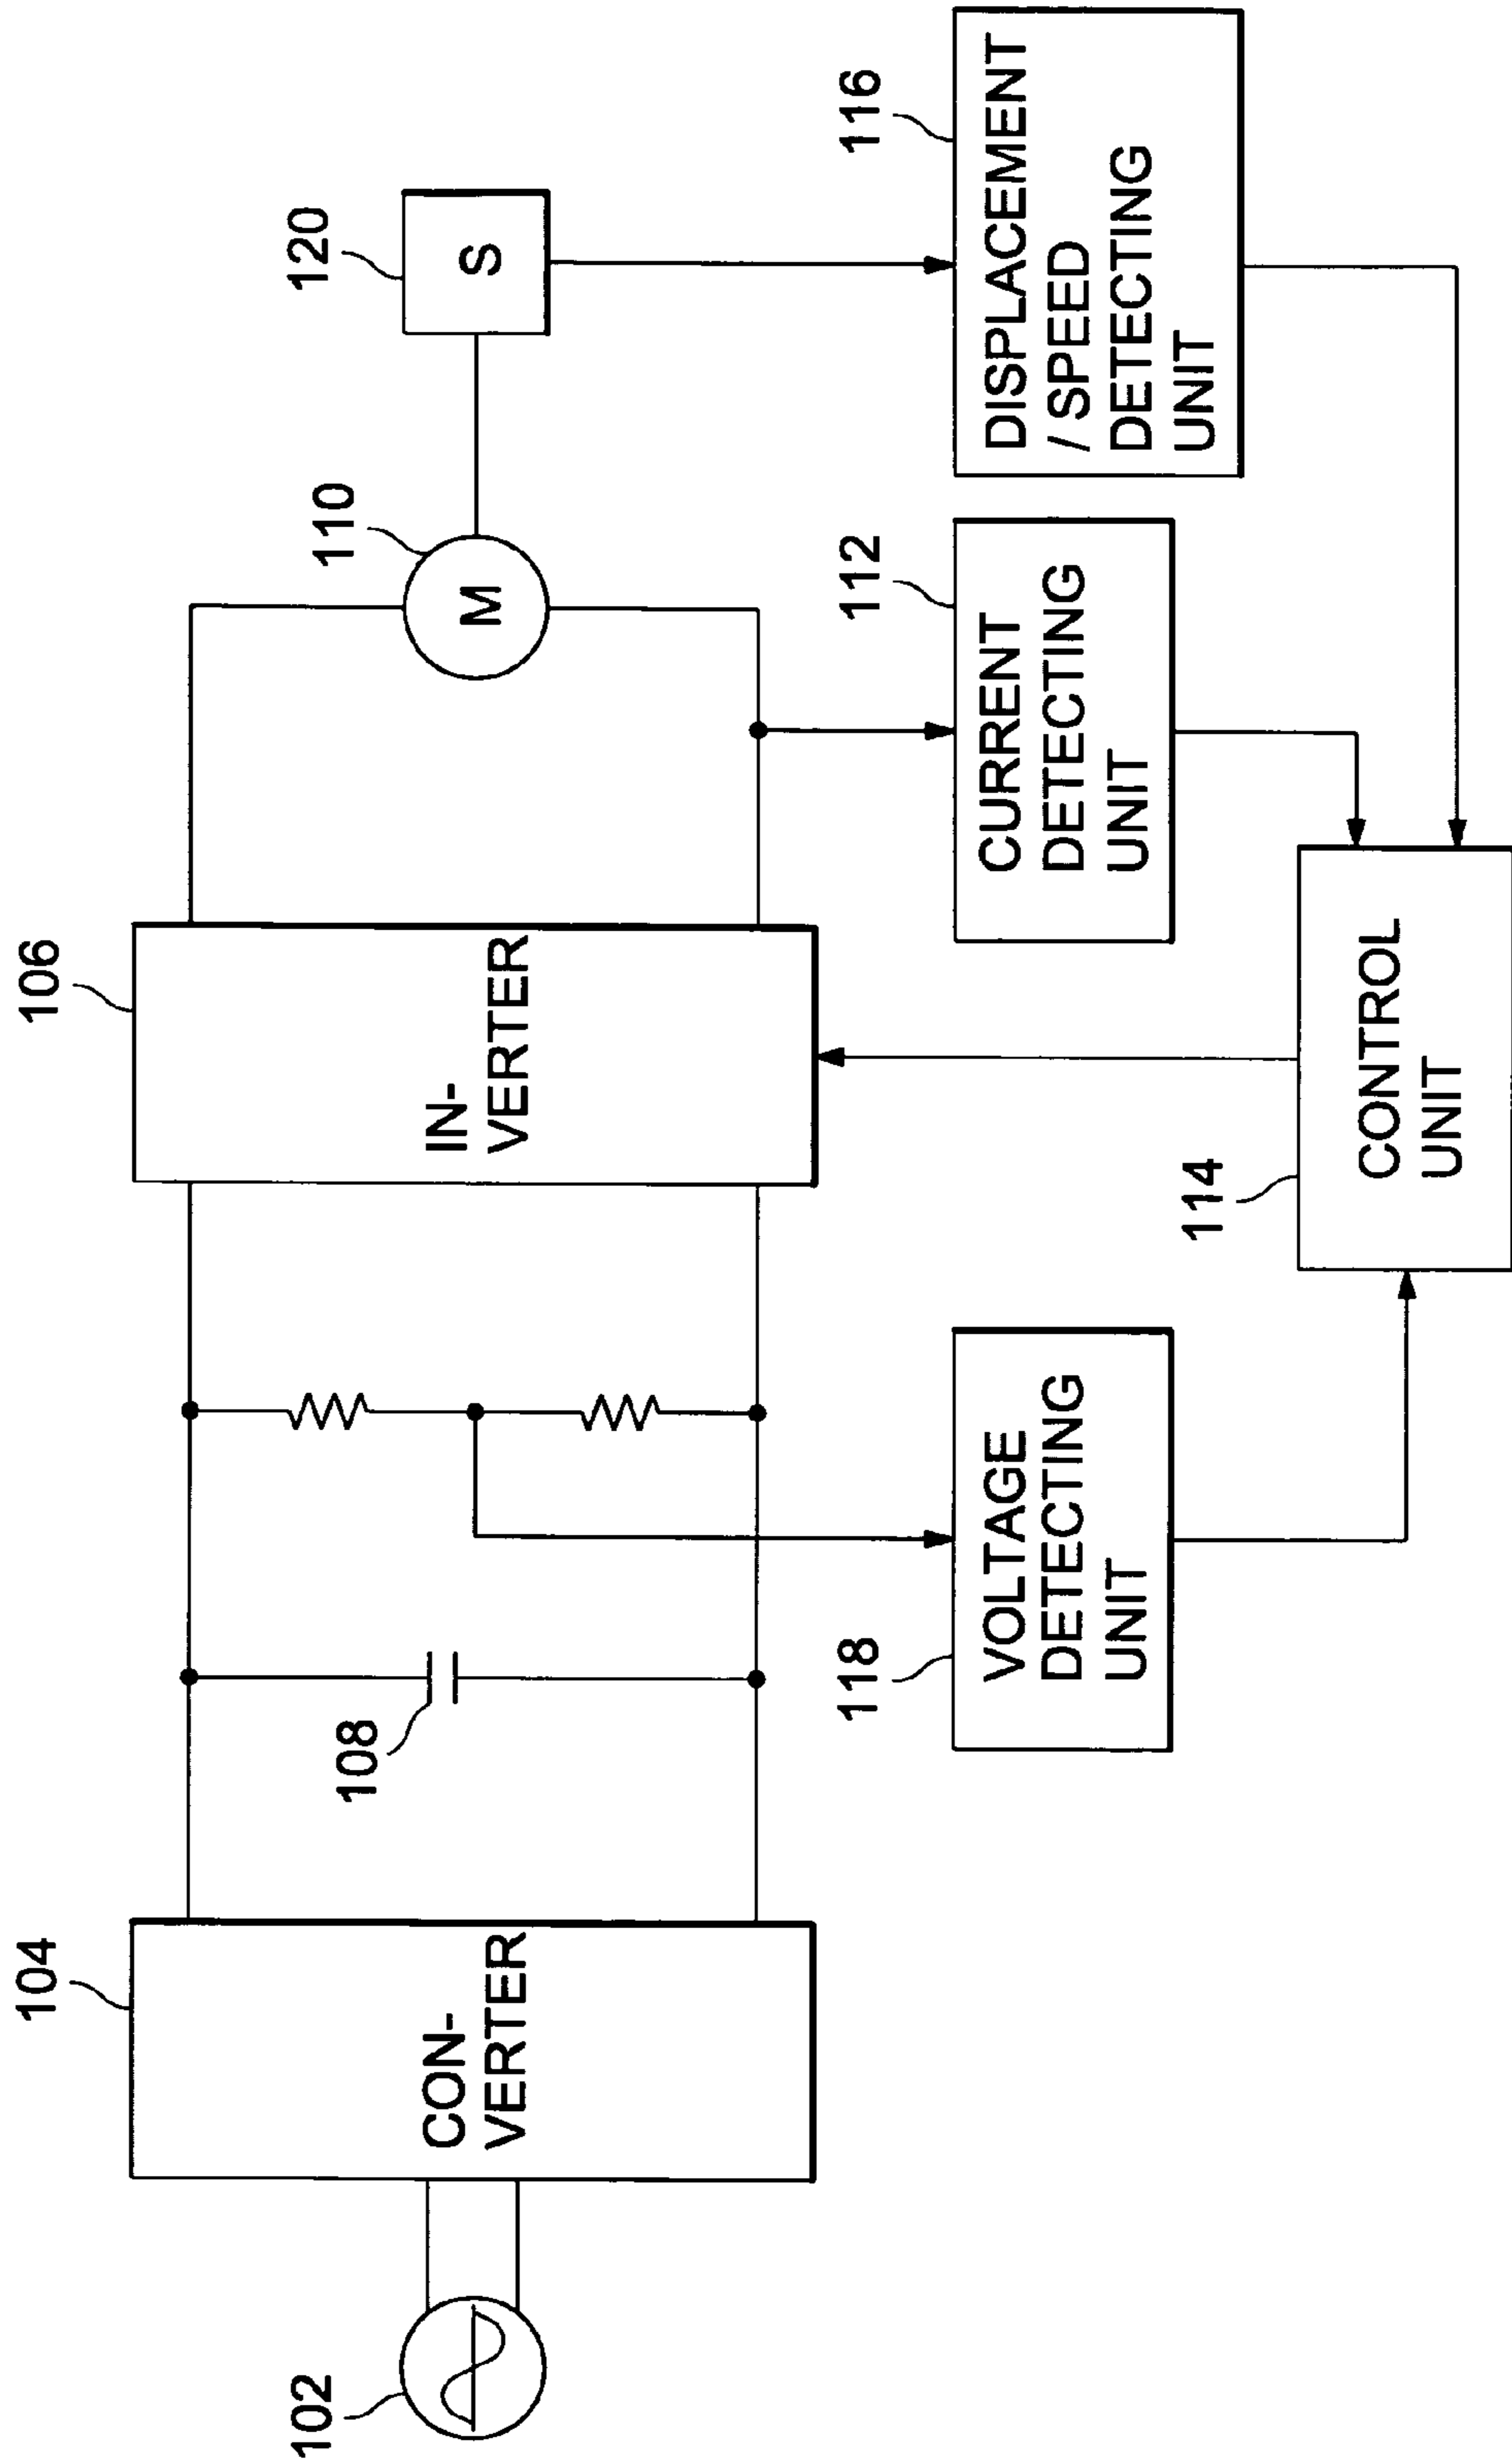 102
104
CON-
VERTER
108
106
IN-
VERTER
110
M
120
S
118
VOLTAGE
DETECTING
UNIT
114
CONTROL
UNIT
112
CURRENT
DETECTING
UNIT
116
DISPLACEMENT
/ SPEED
DETECTING
UNIT